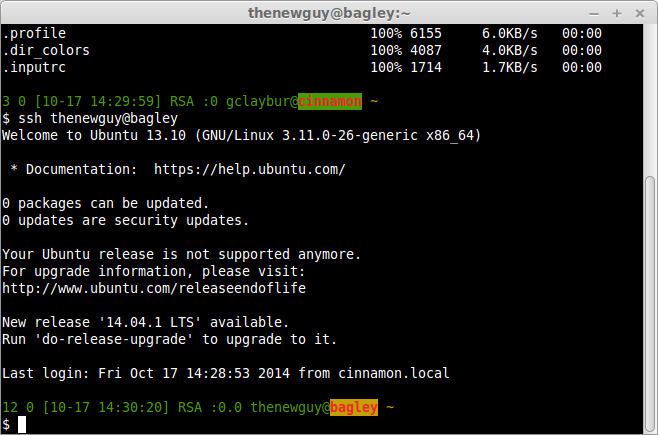 thenewguy@bagley:~
.profile 100% 6155 6.0KB/s 00:00
.dir_colors 100% 4087 4.0KB/s 00:00
.inputrc 100% 1714 1.7KB/s 00:00
3 0 [10-17 14:29:59] RSA :0 gclaybur@cinnamon ~
$ ssh thenewguy@bagley
Welcome to Ubuntu 13.10 (GNU/Linux 3.11.0-26-generic x86_64)
* Documentation: https://help.ubuntu.com/
0 packages can be updated.
0 updates are security updates.
Your Ubuntu release is not supported anymore.
For upgrade information, please visit:
http://www.ubuntu.com/releaseendoflife
New release '14.04.1 LTS' available.
Run 'do-release-upgrade' to upgrade to it.
Last login: Fri Oct 17 14:28:53 2014 from cinnamon.local
12 0 [10-17 14:30:20] RSA :0.0 thenewguy@bagley ~
$